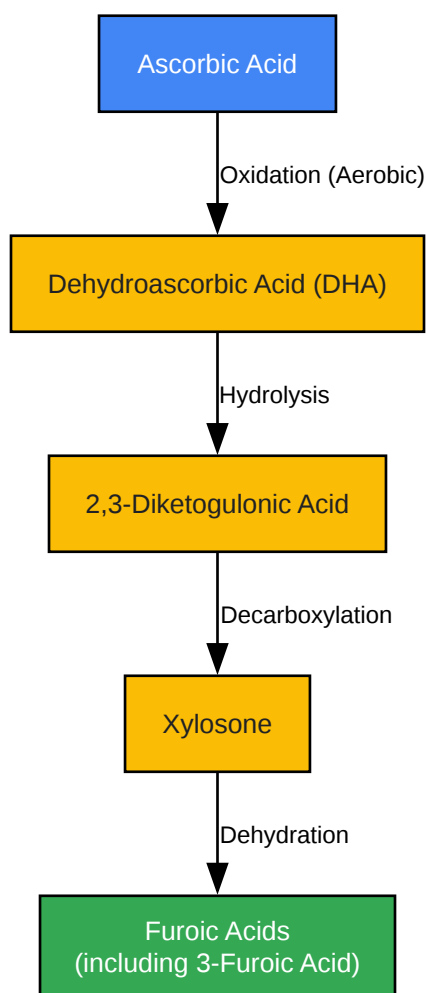 Ascorbic Acid
Oxidation (Aerobic)
Dehydroascorbic Acid (DHA)
Hydrolysis
2,3-Diketogulonic Acid
Decarboxylation
Xylosone
Dehydration
Furoic Acids
(including 3-Furoic Acid)